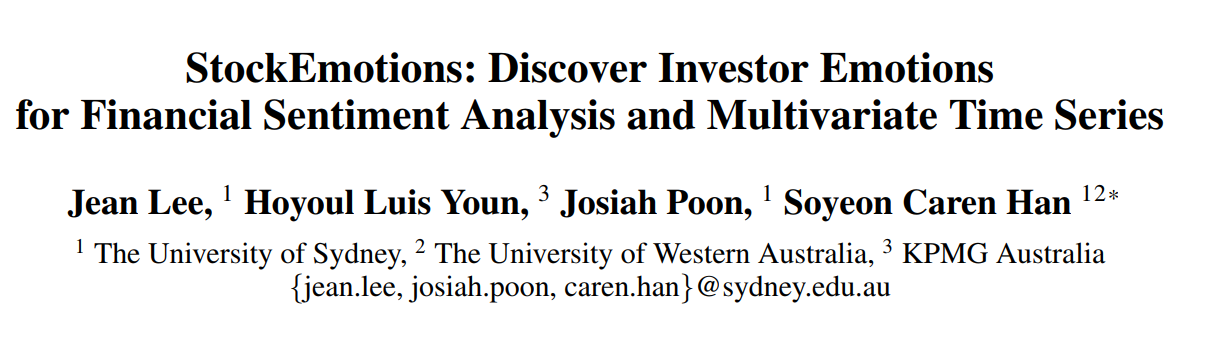 StockEmotions: Discover Investor Emotions
for Financial Sentiment Analysis and Multivariate Time Series
Jean Lee, 1 Hoyoul Luis Youn, 3 Josiah Poon, 1 Soyeon Caren Han 12*
1 The University of Sydney, 2 The University of Western Australia, 3 KPMG Australia
{jean.lee, josiah.poon, caren.han}@sydney.edu.au